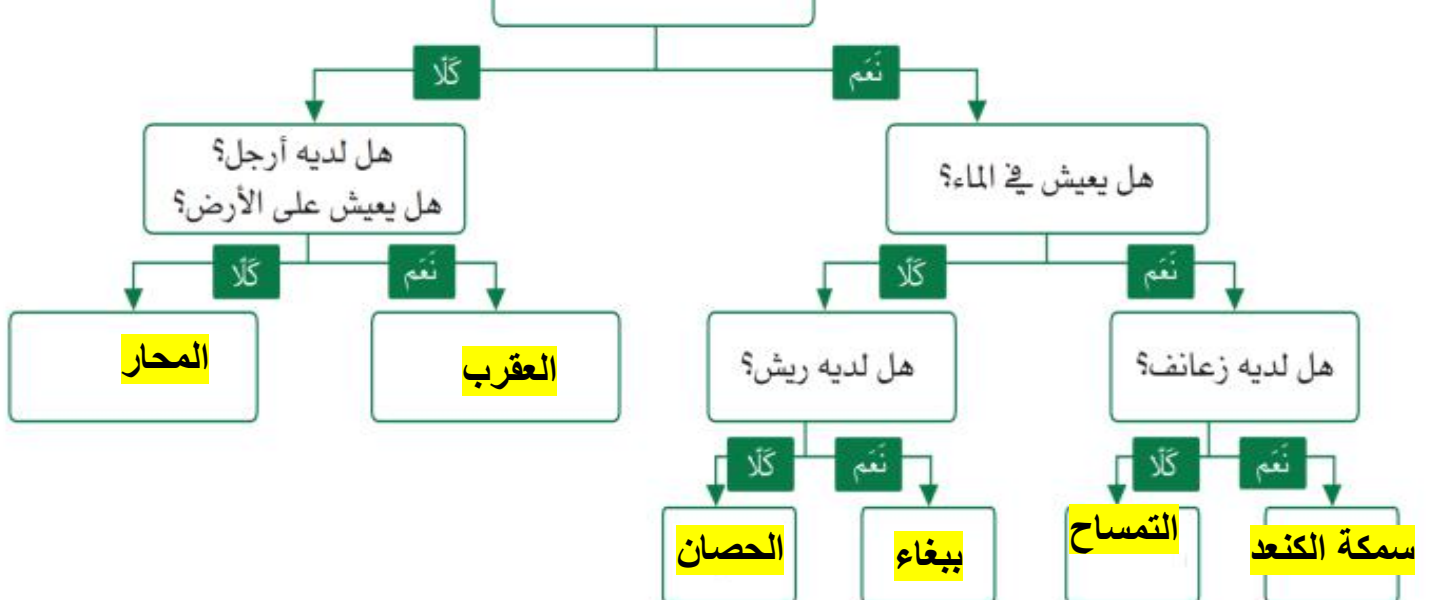 نَعَم
كَلَّا
هل يعيش في الماء؟
هل لديه أرجل؟
هل يعيش على الأرض؟
نَعَم
كَلَّا
نَعَم
كَلَّا
هل لديه زعانف؟
هل لديه ريش؟
العقرب
المحار
نَعَم
كَلَّا
نَعَم
كَلَّا
سمكة الكنعد
التمساح
ببغاء
الحصان